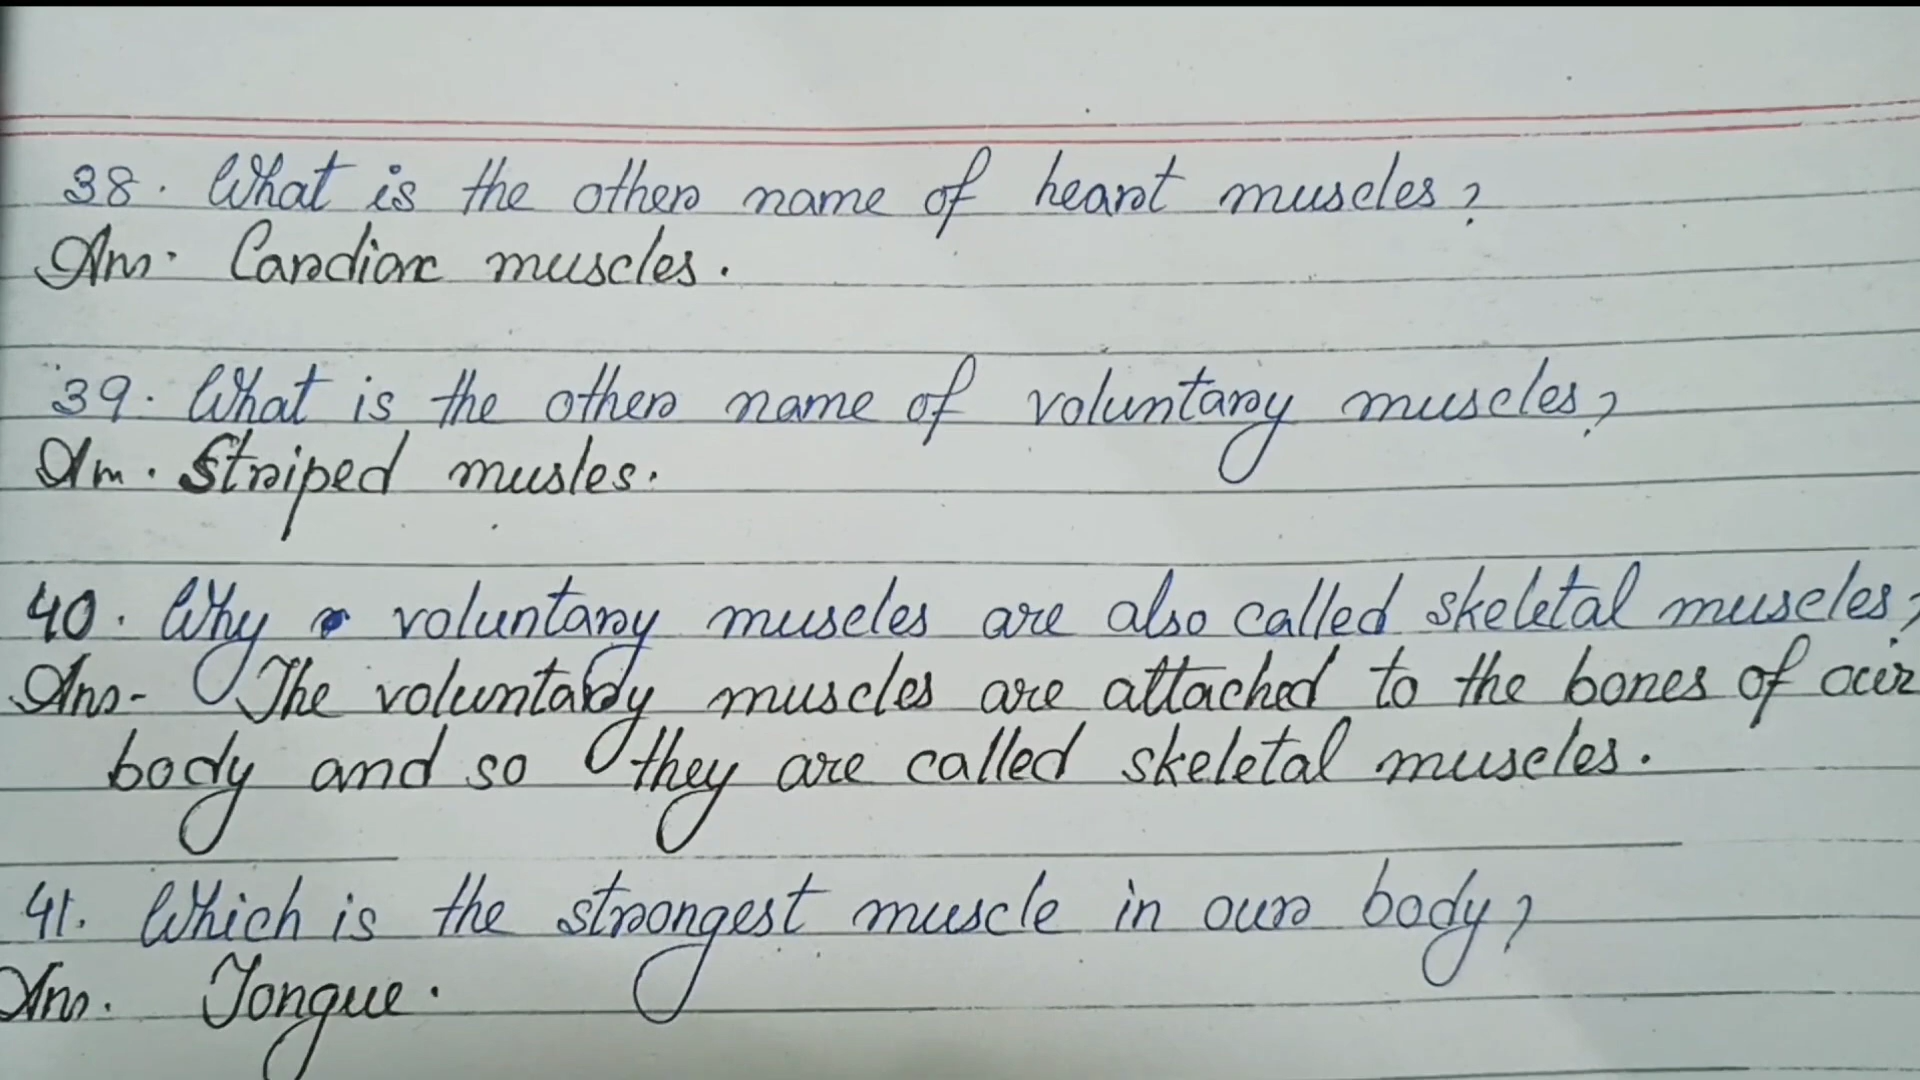 38. What is the other name of heart muscles?
Ans. Cardiac muscles.
39. What is the other name of voluntary muscles?
Ans. Striped musles.
40. Why voluntary muscles are also called skeletal muscles?
Ans- The voluntary muscles are attached to the bones of our
body and so they are called skeletal muscles.
41. Which is the strongest muscle in our body?
Ans. Tongue.